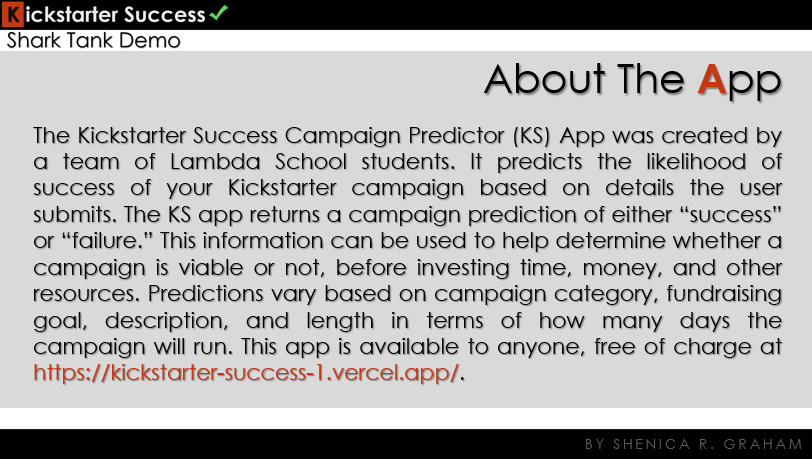 Kickstarter Success
Shark Tank Demo
About The App
The Kickstarter Success Campaign Predictor (KS) App was created by
a team of Lambda School students. It predicts the likelihood of
success of your Kickstarter campaign based on details the user
submits. The KS app returns a campaign prediction of either “success”
or “failure.” This information can be used to help determine whether a
campaign is viable or not, before investing time, money, and other
resources. Predictions vary based on campaign category, fundraising
goal, description, and length in terms of how many days the
campaign will run. This app is available to anyone, free of charge at
https://kickstarter-success-1.vercel.app/.
BY SHENICA R. GRAHAM